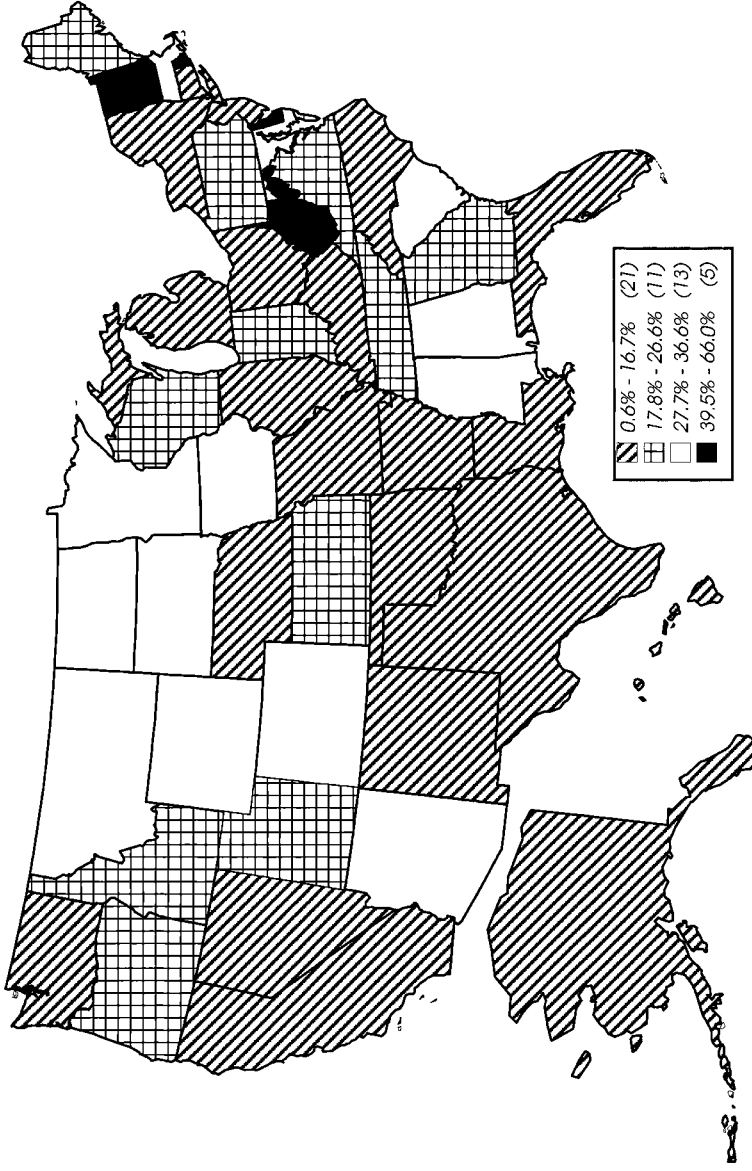 0.6% - 16.7% (21)
17.8% - 26.6% (11)
27.7% - 36.6% (13)
39.5% - 66.0% (5)